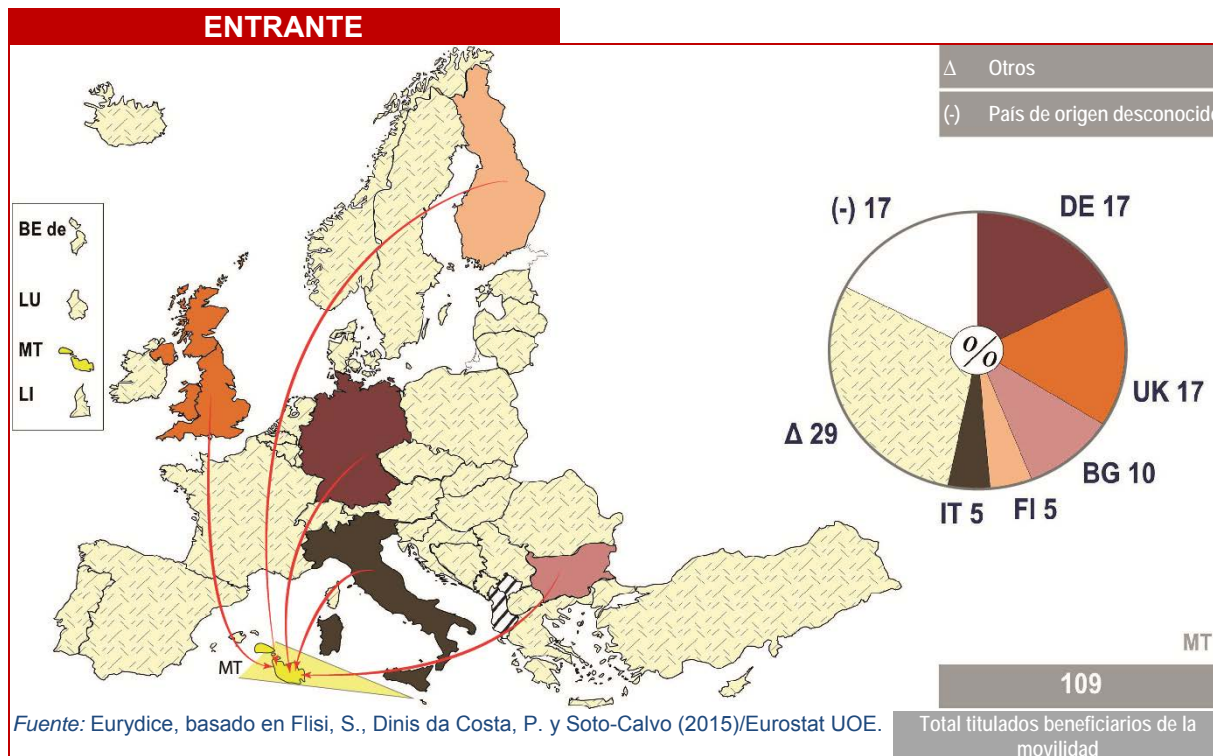 ENTRANTE
Δ Otros
(-) País de origen desconocido
BE de
LU
MT
LI
(-) 17
DE 17
UK 17
BG 10
FI 5
IT 5
Δ 29
%
MT
MT
109
Total titulados beneficiarios de la
movilidad
Fuente: Eurydice, basado en Flisi, S., Dinis da Costa, P. y Soto-Calvo (2015)/Eurostat UOE.